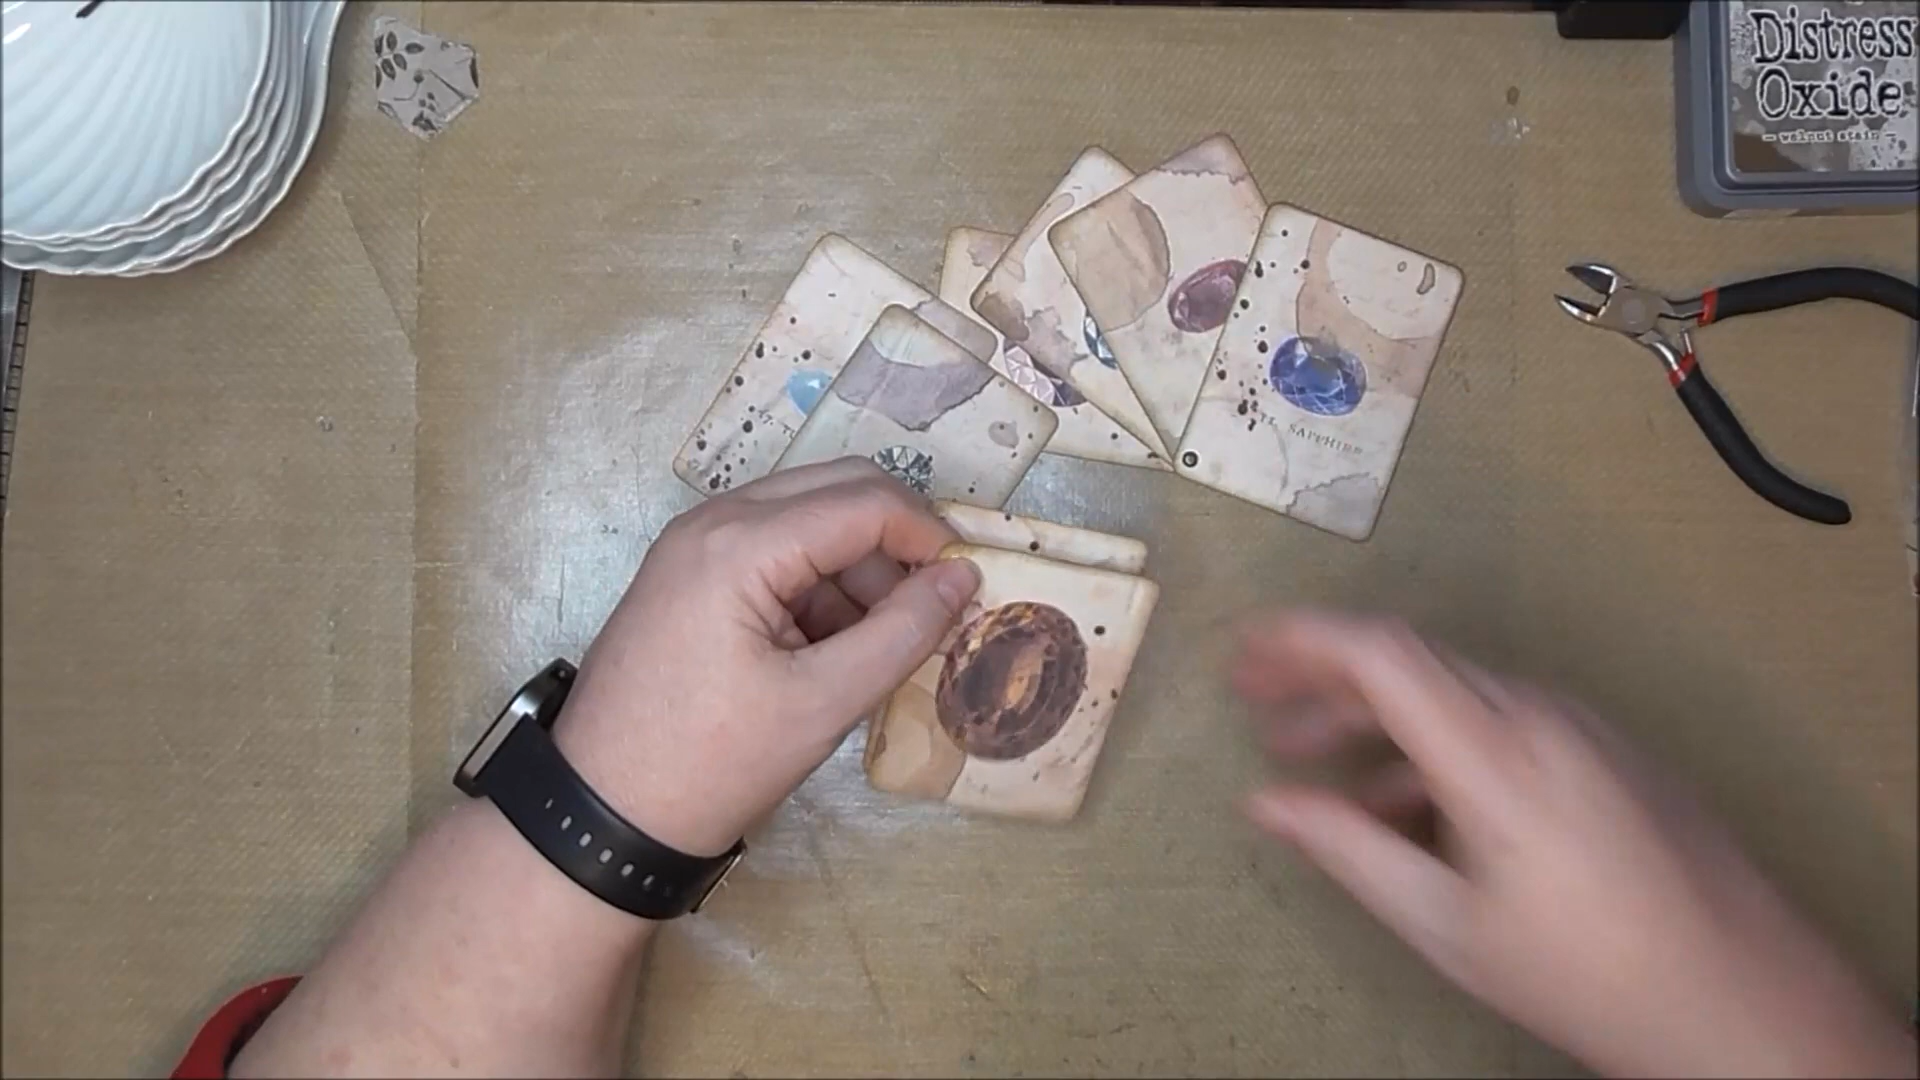 Distress
Oxide
- walnut stain -
SAPPHIRE